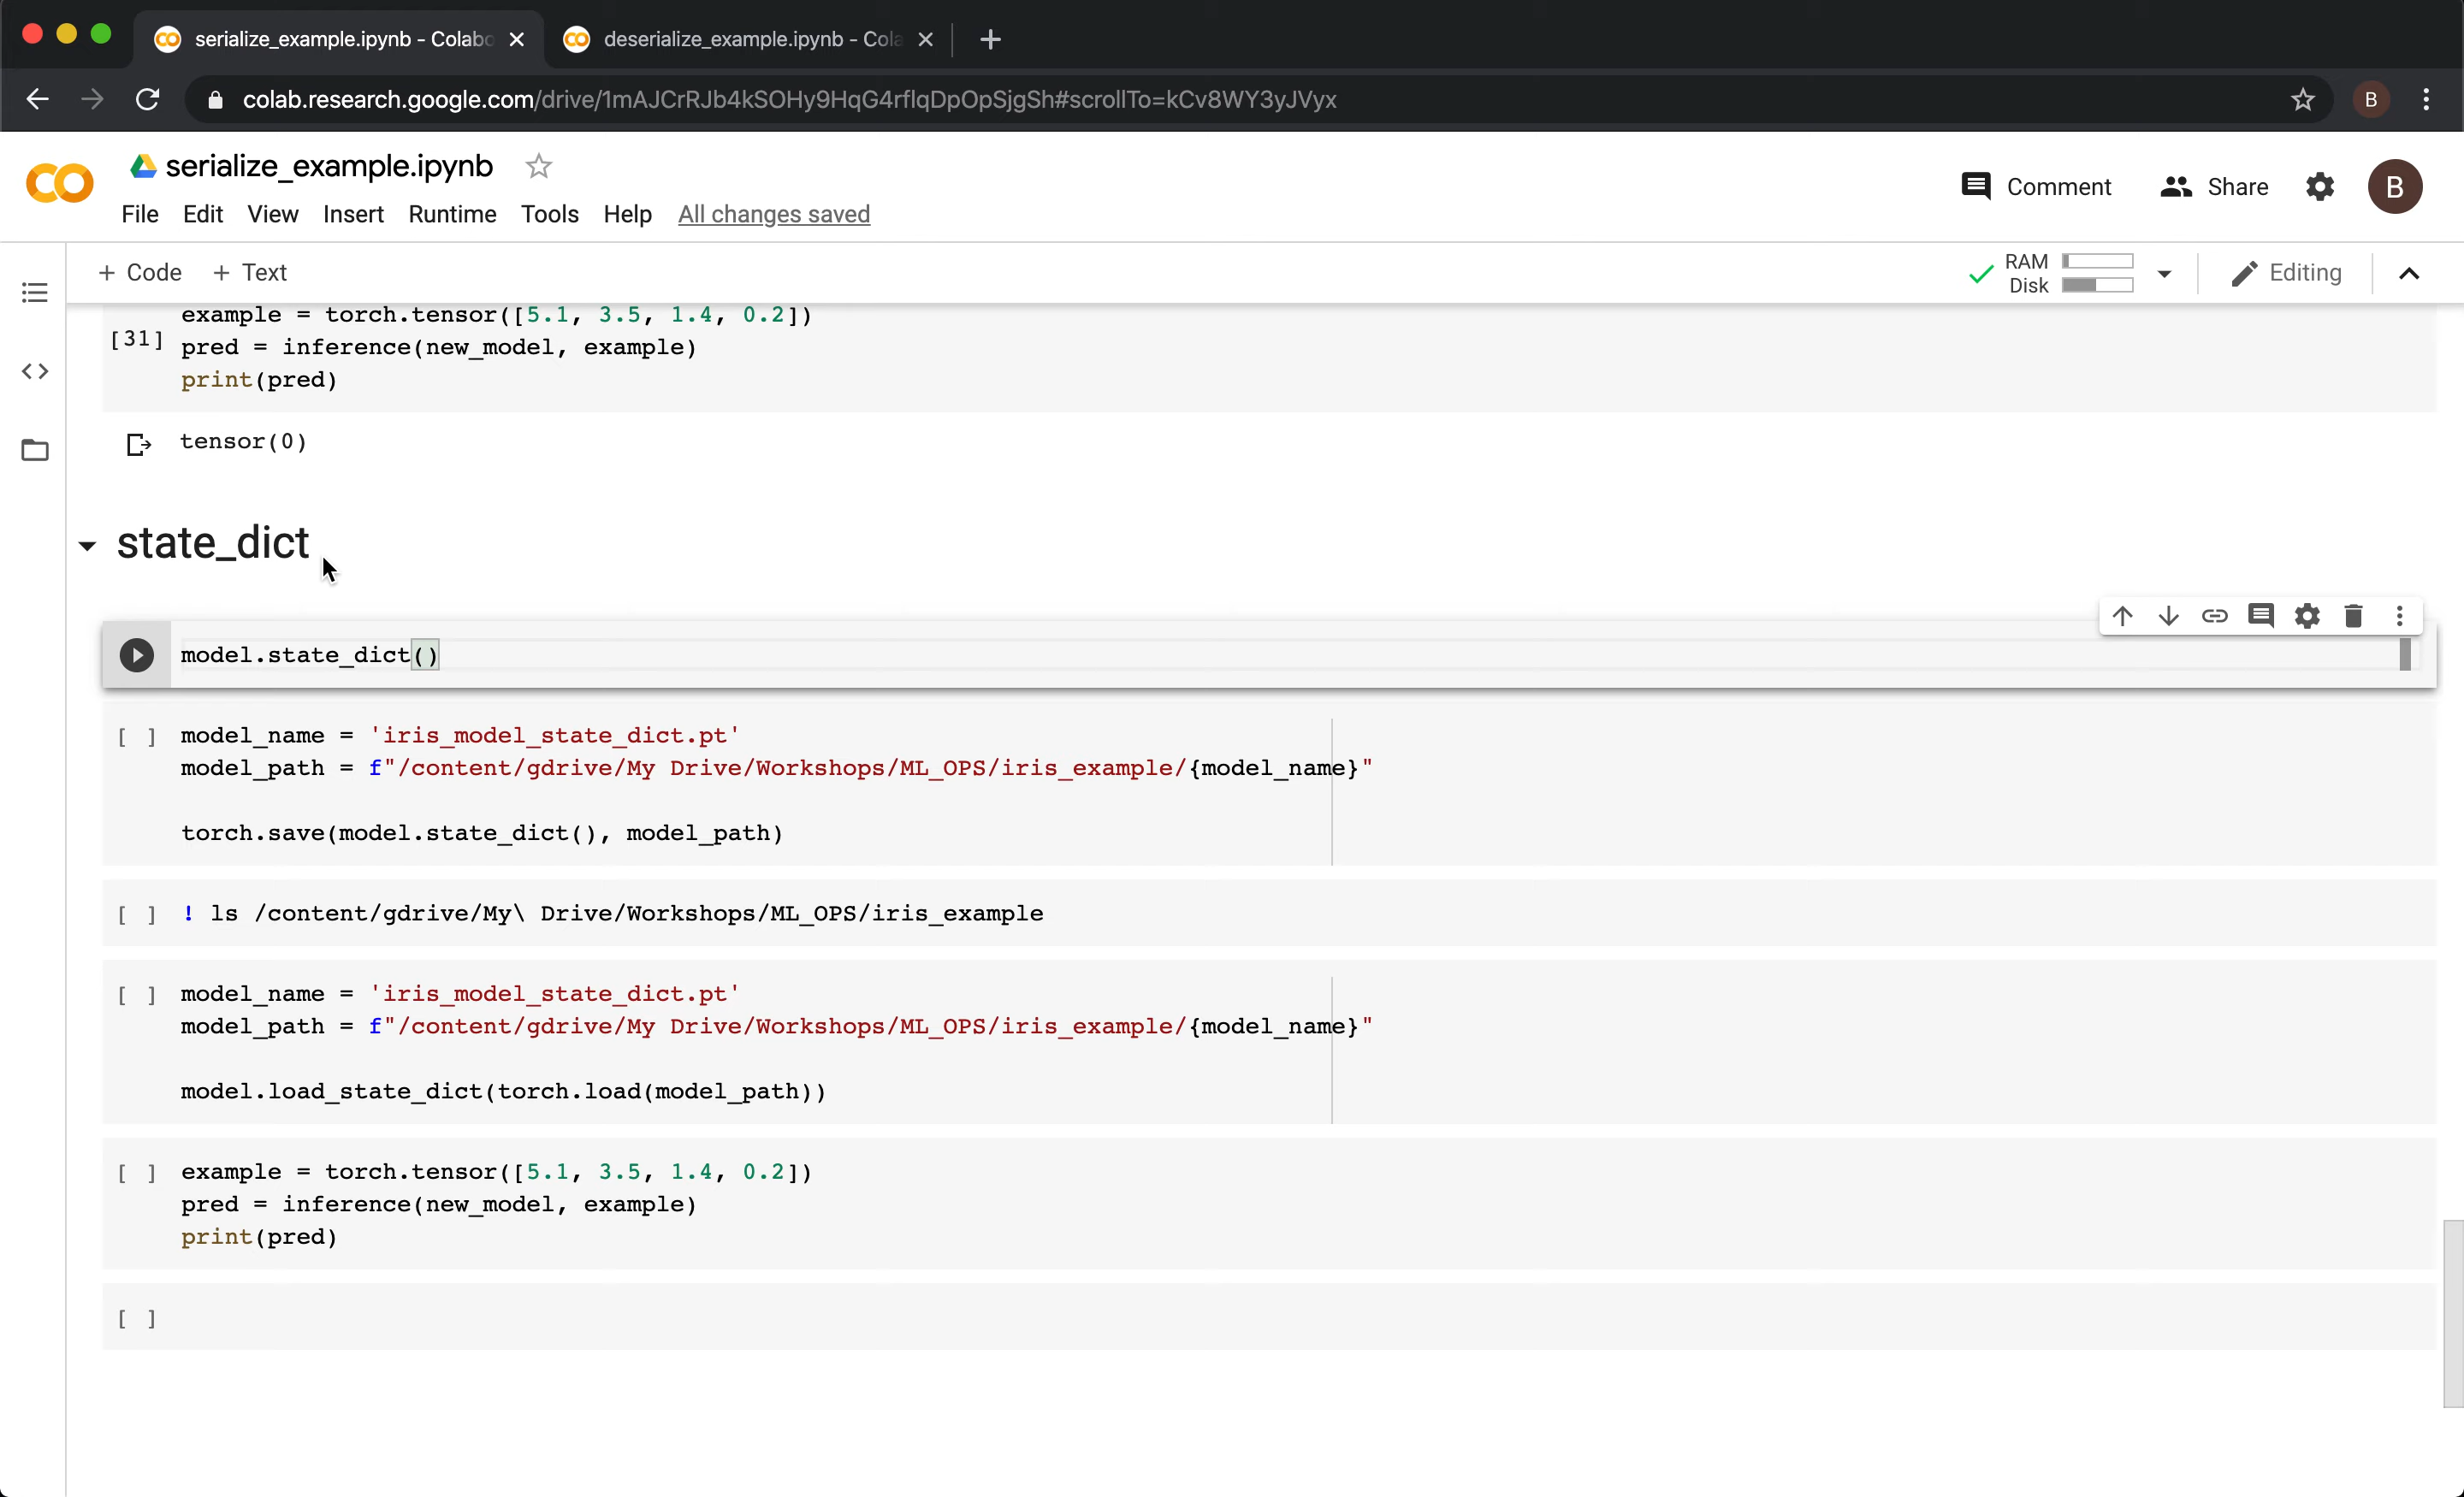 serialize_example.ipynb - Colabo
deserialize_example.ipynb - Cola
colab.research.google.com/drive/1mAJCrRJb4kSOHy9HqG4rflqDpOpSjgSh#scrollTo=kCv8WY3yJVyx
B
serialize_example.ipynb
Comment Share B
File Edit View Insert Runtime Tools Help All changes saved
+ Code + Text
RAM
Disk
Editing
example = torch.tensor([5.1, 3.5, 1.4, 0.2])
[31] pred = inference(new_model, example)
print(pred)
tensor(0)
state_dict
model.state_dict()
[ ] model_name = 'iris_model_state_dict.pt'
model_path = f"/content/gdrive/My Drive/Workshops/ML_OPS/iris_example/{model_name}"
torch.save(model.state_dict(), model_path)
[ ] ! ls /content/gdrive/My\ Drive/Workshops/ML_OPS/iris_example
[ ] model_name = 'iris_model_state_dict.pt'
model_path = f"/content/gdrive/My Drive/Workshops/ML_OPS/iris_example/{model_name}"
model.load_state_dict(torch.load(model_path))
[ ] example = torch.tensor([5.1, 3.5, 1.4, 0.2])
pred = inference(new_model, example)
print(pred)
[ ]